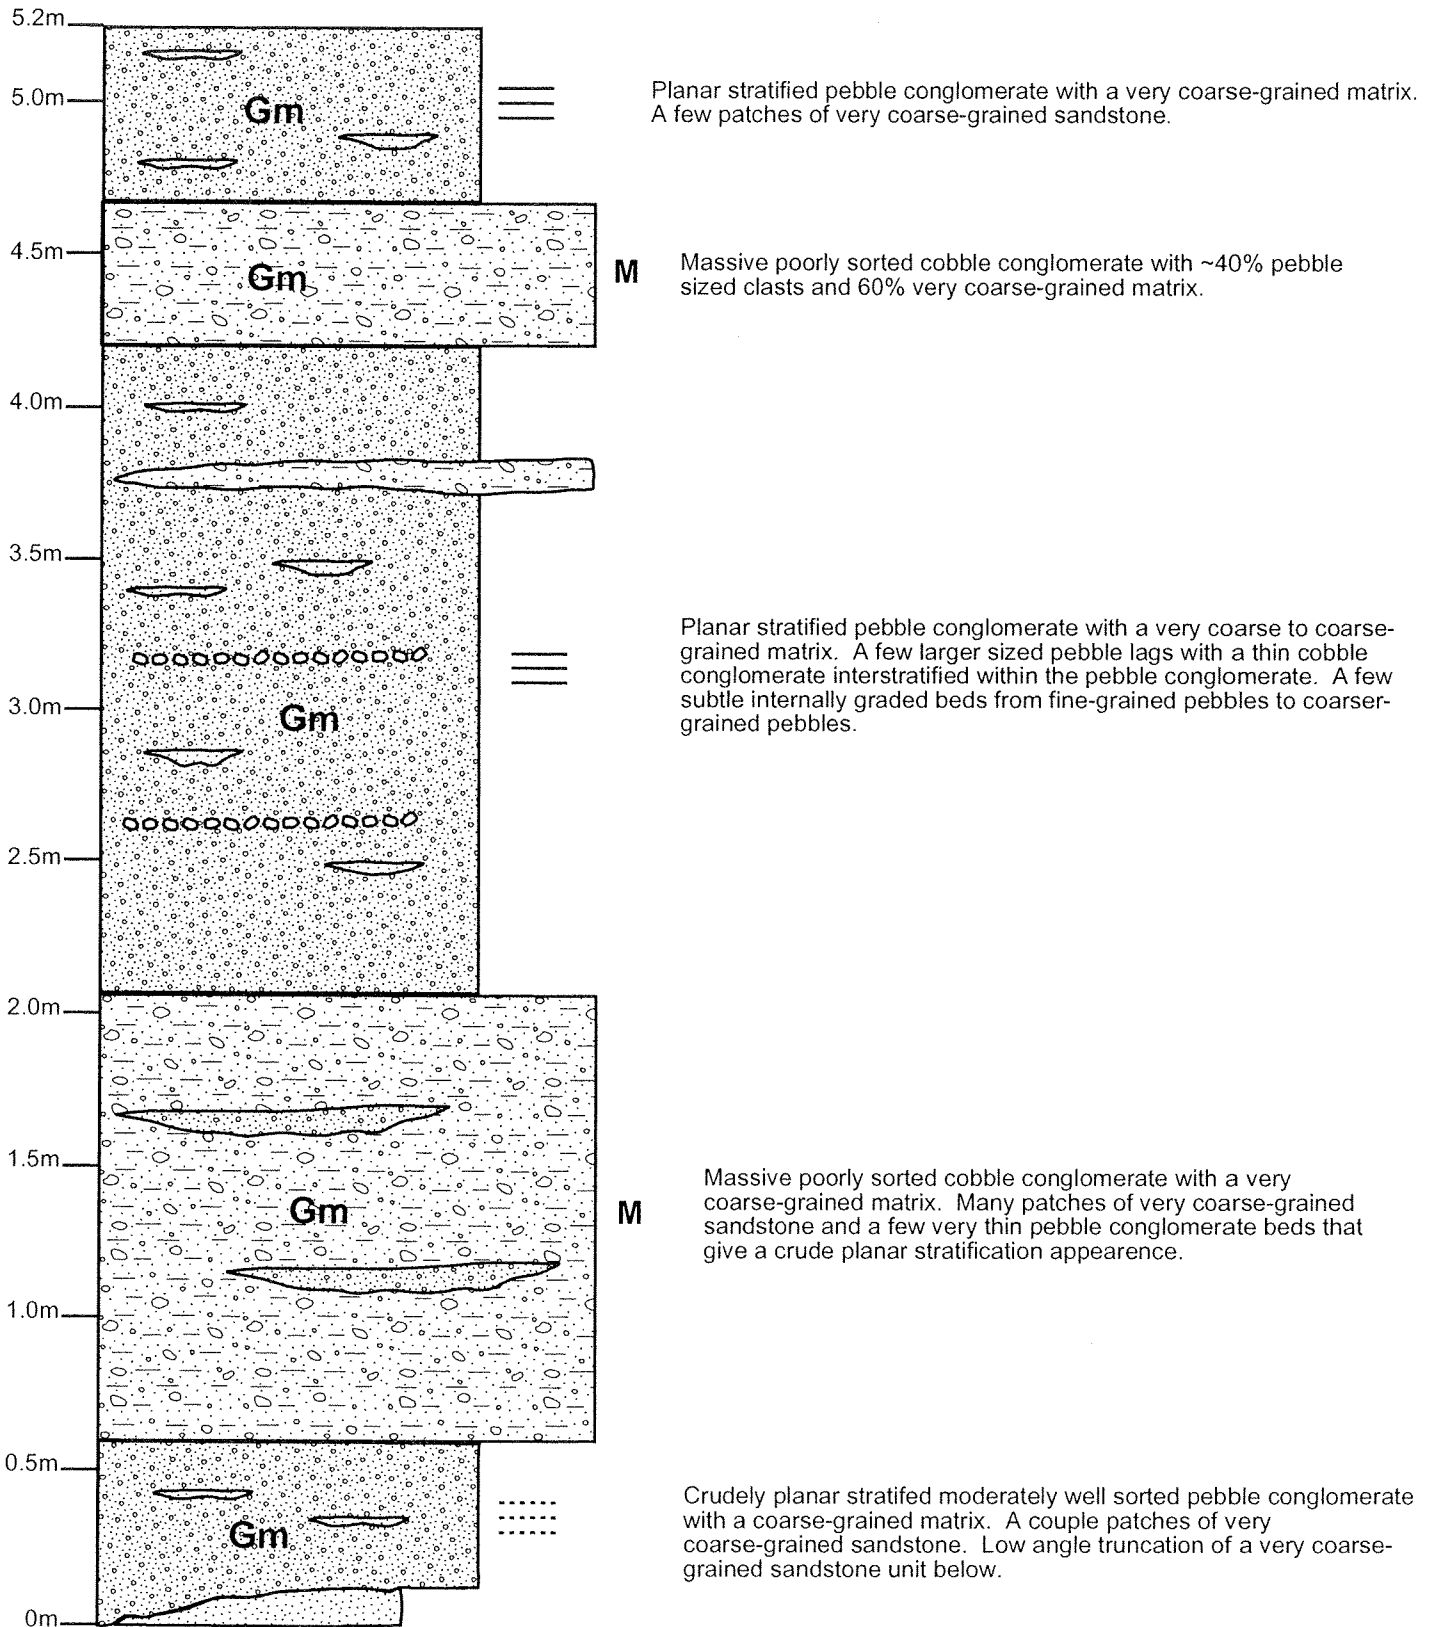 5.2m
5.0m
Gm
Planar stratified pebble conglomerate with a very coarse-grained matrix.
A few patches of very coarse-grained sandstone.
4.5m
Gm
M
Massive poorly sorted cobble conglomerate with ~40% pebble
sized clasts and 60% very coarse-grained matrix.
4.0m
3.5m
3.0m
Gm
2.5m
Planar stratified pebble conglomerate with a very coarse to coarse-
grained matrix. A few larger sized pebble lags with a thin cobble
conglomerate interstratified within the pebble conglomerate. A few
subtle internally graded beds from fine-grained pebbles to coarser-
grained pebbles.
2.0m
1.5m
Gm
M
1.0m
Massive poorly sorted cobble conglomerate with a very
coarse-grained matrix. Many patches of very coarse-grained
sandstone and a few very thin pebble conglomerate beds that
give a crude planar stratification appearence.
0.5m
Gm
0m
Crudely planar stratifed moderately well sorted pebble conglomerate
with a coarse-grained matrix. A couple patches of very
coarse-grained sandstone. Low angle truncation of a very coarse-
grained sandstone unit below.